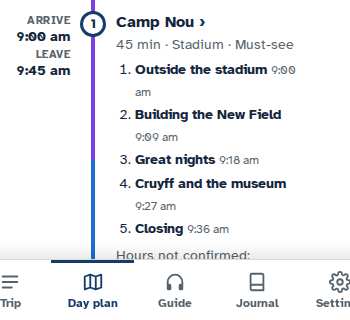 ARRIVE
9:00 am
LEAVE
9:45 am
1
Camp Nou ›
45 min · Stadium · Must-see
1. Outside the stadium 9:00
am
2. Building the New Field
9:09 am
3. Great nights 9:18 am
4. Cruyff and the museum
9:27 am
5. Closing 9:36 am
Hours not confirmed:
Trip
Day plan
Guide
Journal
Settin